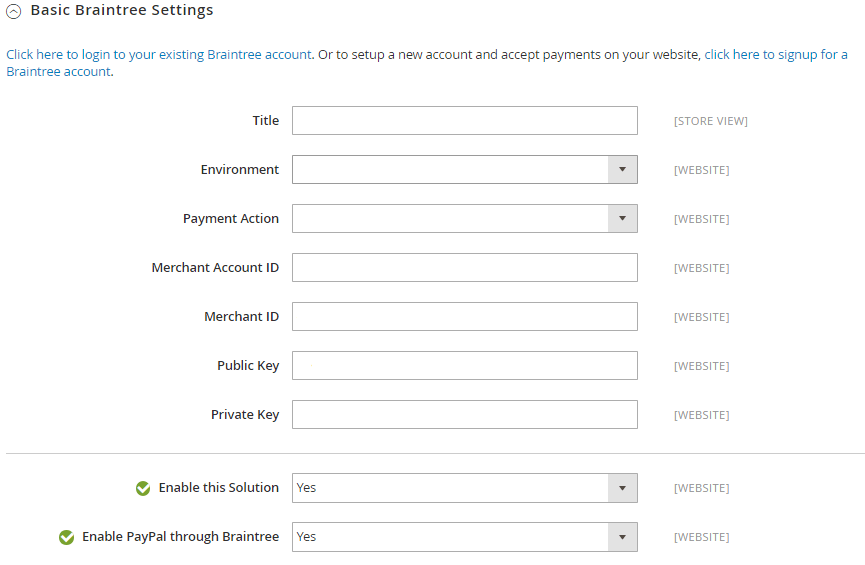 Basic Braintree Settings
Click here to login to your existing Braintree account. Or to setup a new account and accept payments on your website, click here to signup for a
Braintree account.
Title [STORE VIEW]
Environment [WEBSITE]
Payment Action [WEBSITE]
Merchant Account ID [WEBSITE]
Merchant ID [WEBSITE]
Public Key [WEBSITE]
Private Key [WEBSITE]
Enable this Solution Yes [WEBSITE]
Enable PayPal through Braintree Yes [WEBSITE]